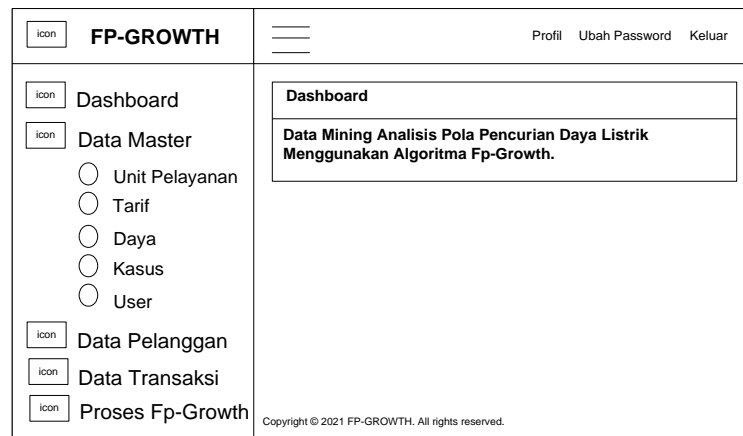 icon FP-GROWTH
Profil Ubah Password Keluar
icon Dashboard
icon Data Master
Unit Pelayanan
Tarif
Daya
Kasus
User
icon Data Pelanggan
icon Data Transaksi
icon Proses Fp-Growth
Dashboard
Data Mining Analisis Pola Pencurian Daya Listrik
Menggunakan Algoritma Fp-Growth.
Copyright © 2021 FP-GROWTH. All rights reserved.